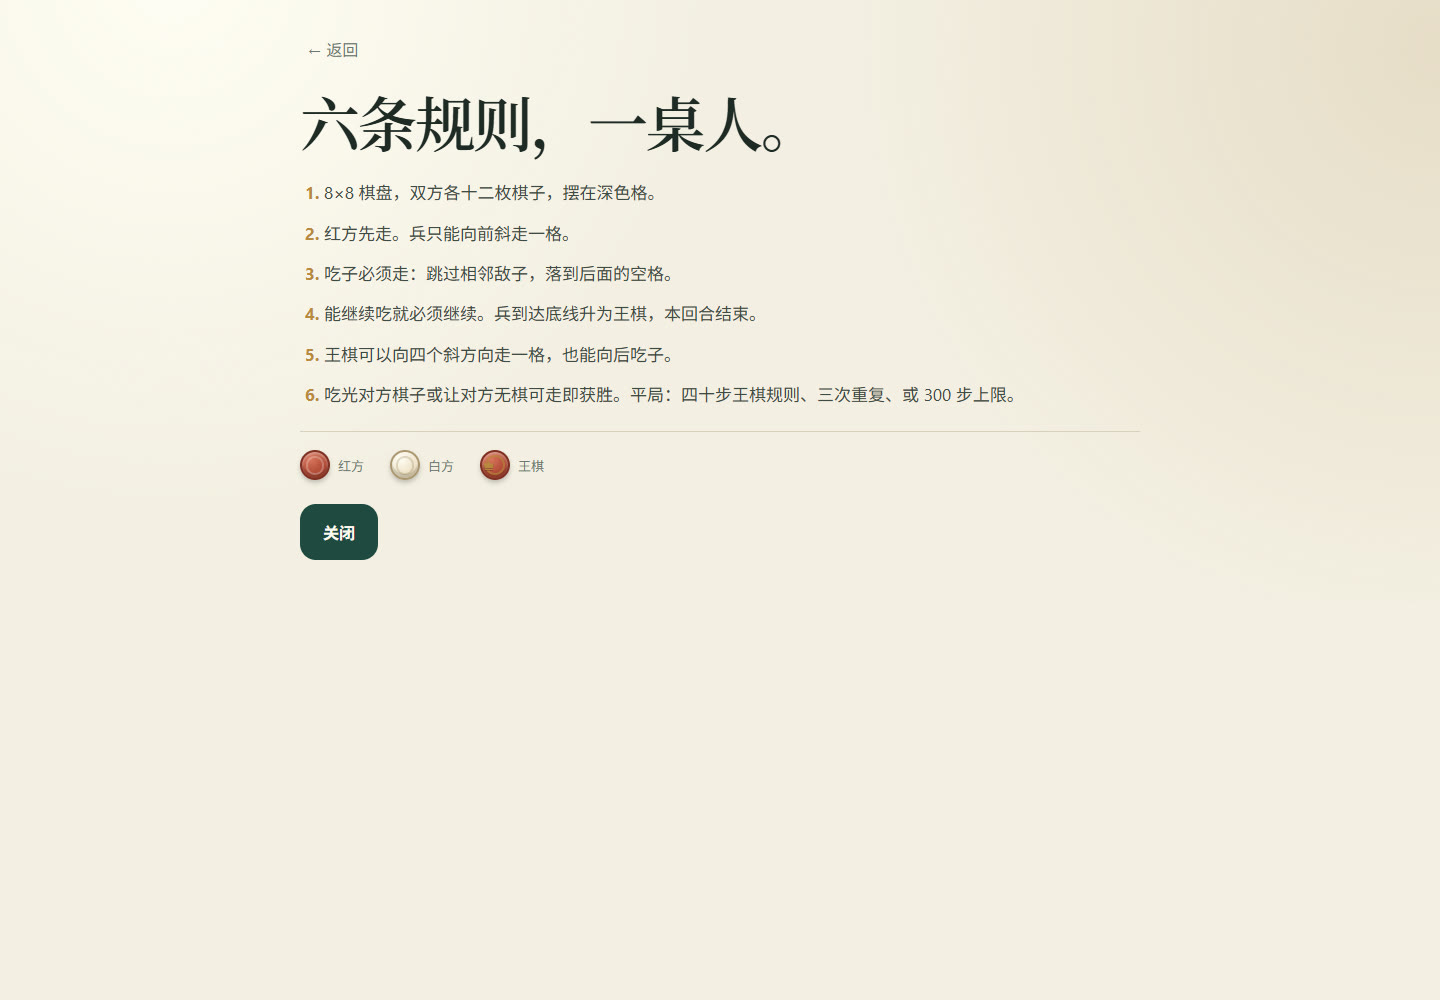 ← 返回
六条规则，一桌人。
1. 8×8 棋盘，双方各十二枚棋子，摆在深色格。
2. 红方先走。兵只能向前斜走一格。
3. 吃子必须走：跳过相邻敌子，落到后面的空格。
4. 能继续吃就必须继续。兵到达底线升为王棋，本回合结束。
5. 王棋可以向四个斜方向走一格，也能向后吃子。
6. 吃光对方棋子或让对方无棋可走即获胜。平局：四十步王棋规则、三次重复、或 300 步上限。
红方 白方 王棋
关闭